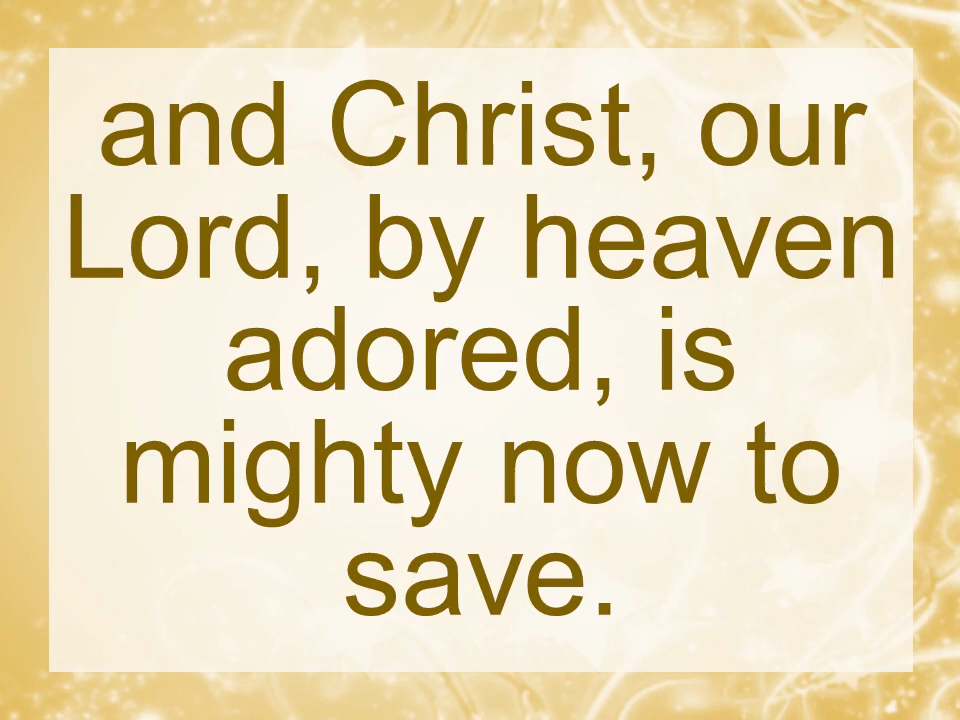 and Christ, our
Lord, by heaven
adored, is
mighty now to
save.